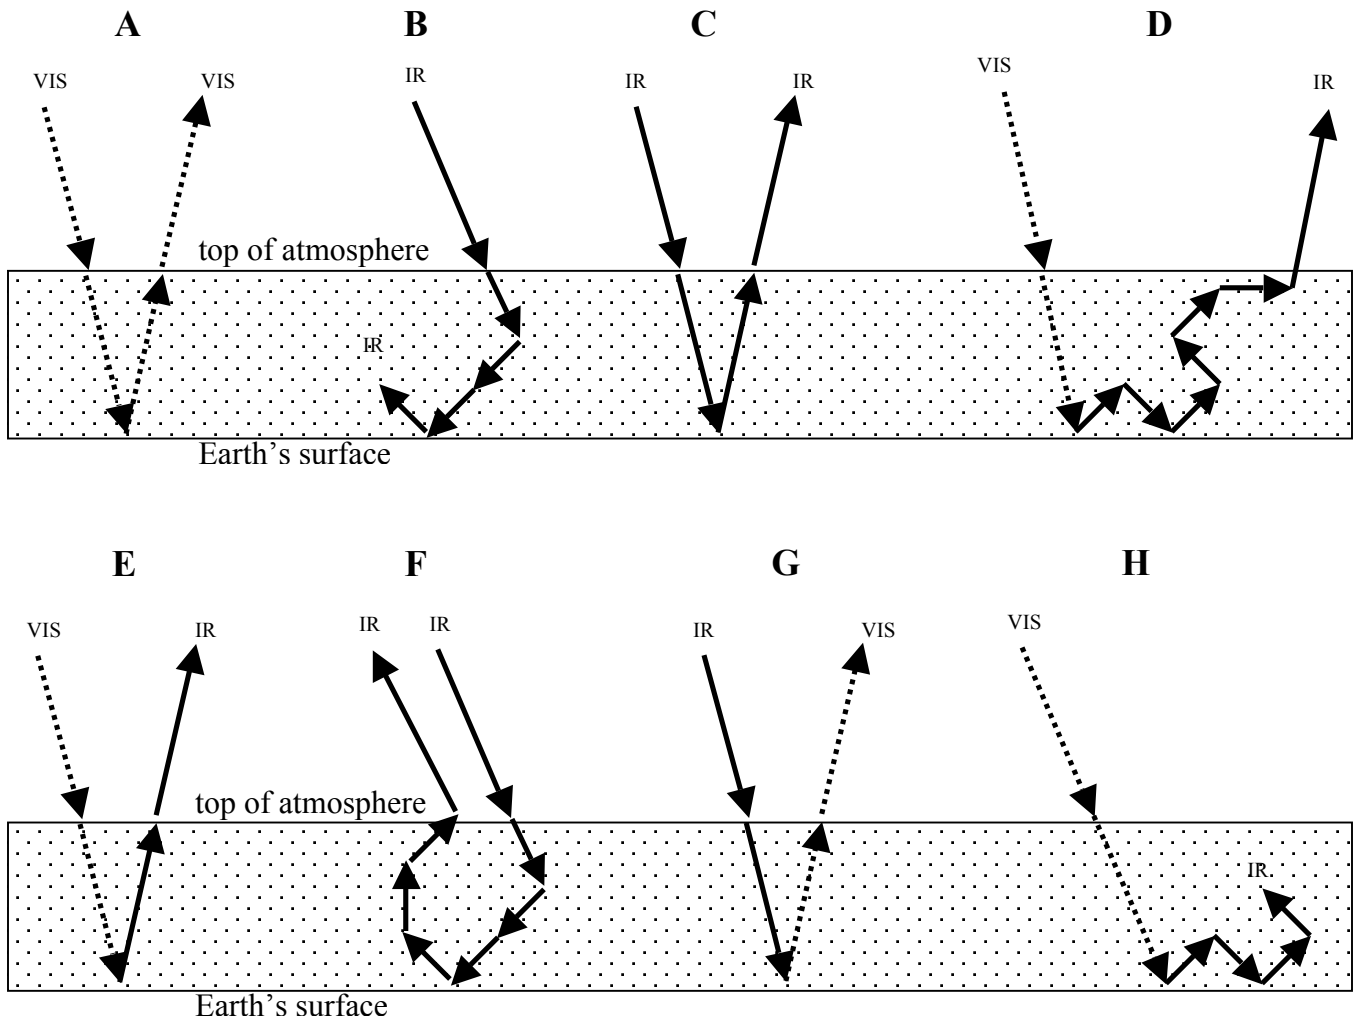 A B C D
VIS VIS IR IR IR VIS IR
top of atmosphere
IR
Earth's surface
E F G H
VIS IR IR IR IR VIS VIS
top of atmosphere
IR
Earth's surface